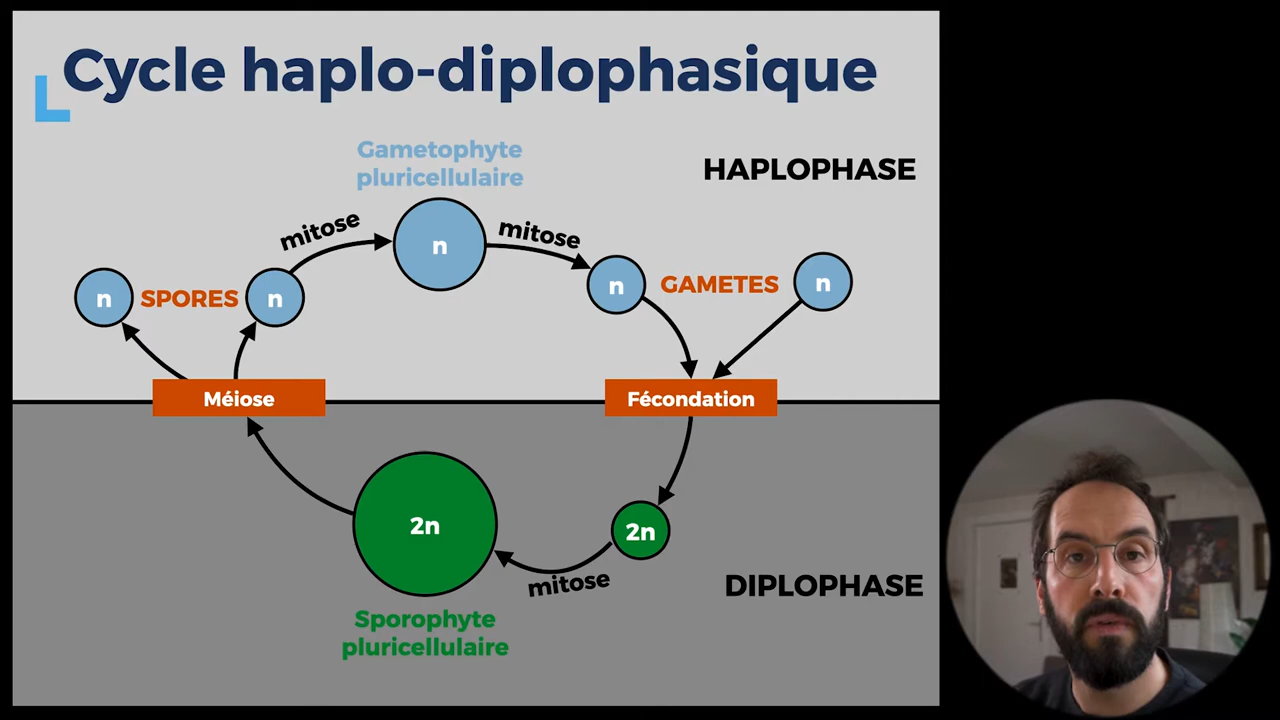 Cycle haplo-diplophasique
Gametophyte
pluricellulaire
HAPLOPHASE
mitose
mitose
n
n
SPORES
n
n
GAMETES
n
Méiose
Fécondation
2n
2n
mitose
DIPLOPHASE
Sporophyte
pluricellulaire